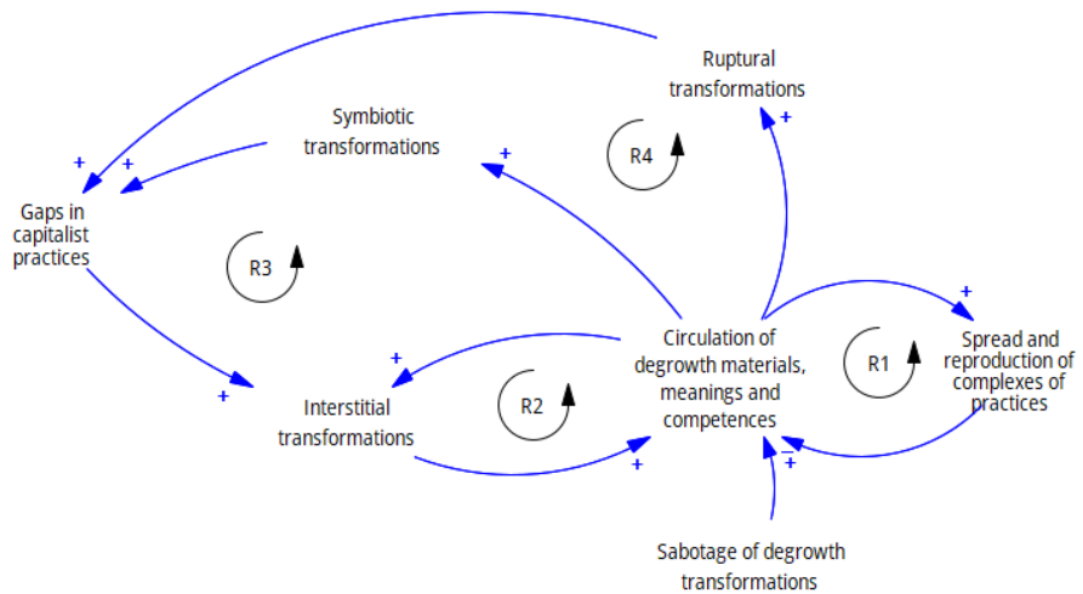 Ruptural
transformations
+
Symbiotic
transformations
+
R4
+
+
Gaps in
capitalist
practices
R3
+
Circulation of
degrowth materials,
meanings and
competences
Spread and
reproduction of
complexes of
practices
R1
+
+
Interstitial
transformations
R2
+
−
+
Sabotage of degrowth
transformations